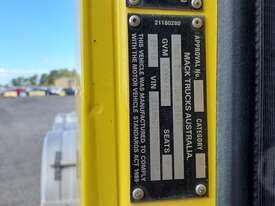 21180280
APPROVAL No.
CATEGORY
MACK TRUCKS AUSTRALIA.
GVM
SEATS
VIN
THIS VEHICLE WAS MANUFACTURED TO COMPLY
WITH THE MOTOR VEHICLE STANDARDS ACT 1989